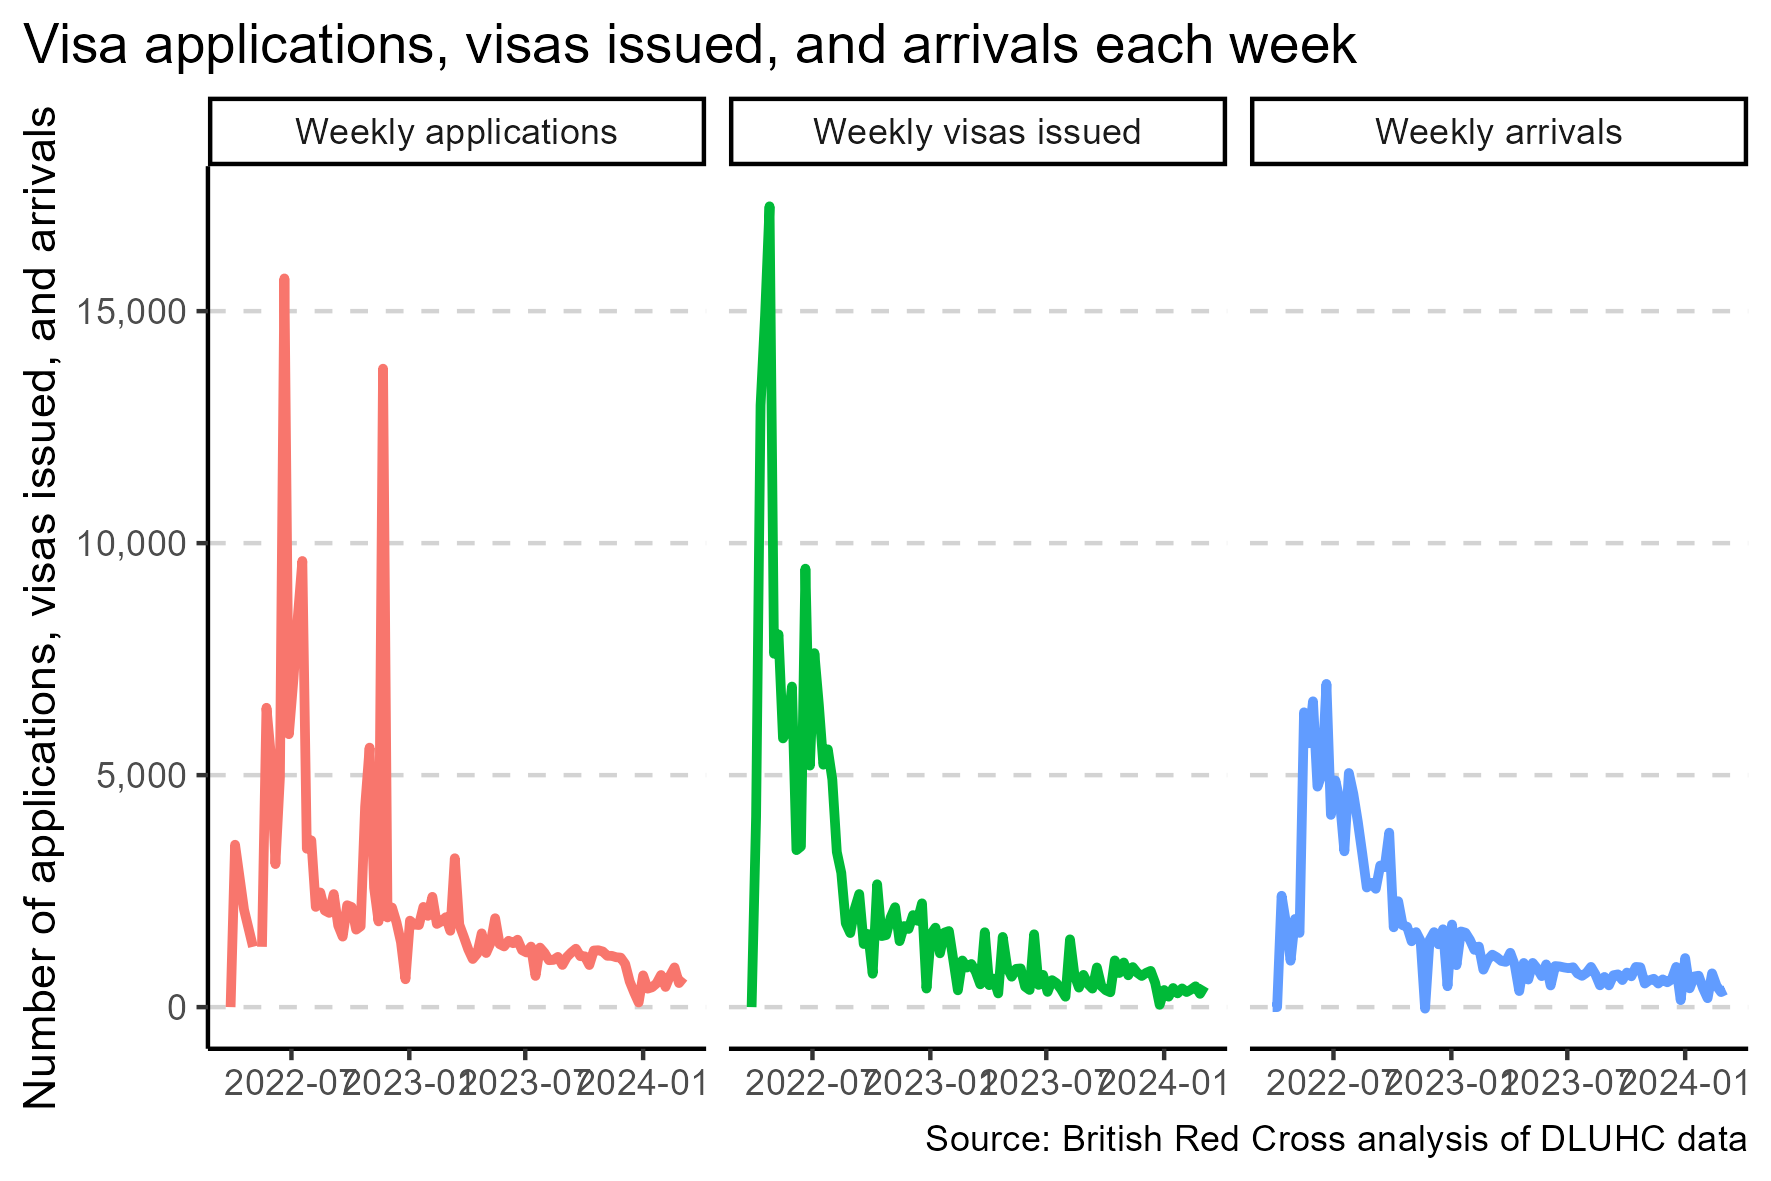 Visa applications, visas issued, and arrivals each week
Number of applications, visas issued, and arrivals
Weekly applications
Weekly visas issued
Weekly arrivals
15,000
10,000
5,000
0
2022-07 2023-01 2023-07 2024-01
2022-07 2023-01 2023-07 2024-01
2022-07 2023-01 2023-07 2024-01
Source: British Red Cross analysis of DLUHC data